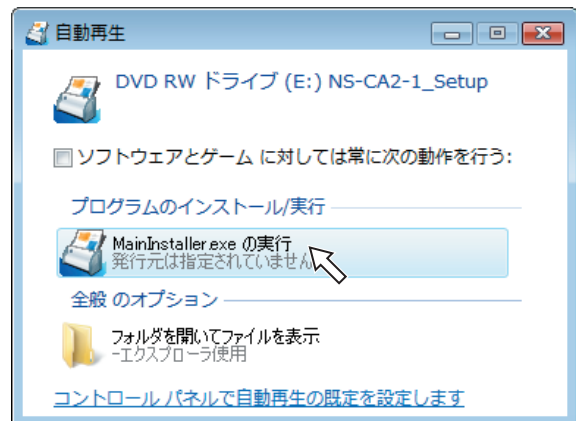 自動再生
DVD RW ドライブ (E:) NS-CA2-1_Setup
ソフトウェアとゲーム に対しては常に次の動作を行う:
プログラムのインストール/実行
MainInstaller.exe の実行
発行元は指定されていません
全般 のオプション
フォルダを開いてファイルを表示
-エクスプローラ使用
コントロール パネルで自動再生の既定を設定します